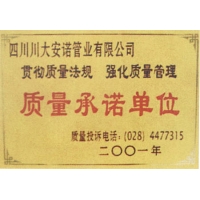 四川川大安诺管业有限公司
贯彻质量法规 强化质量管理
质量承诺单位
质量投诉电话:(028)4477315
二〇〇一年